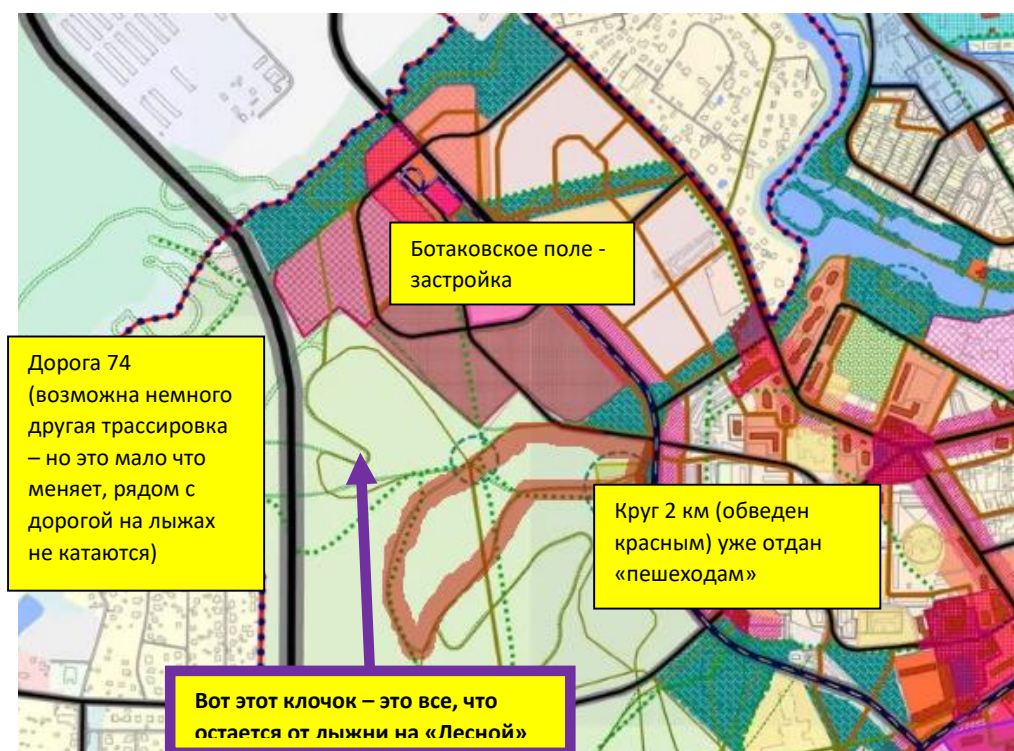 Ботаковское поле -
застройка
Дорога 74
(возможна немного
другая трассировка
– но это мало что
меняет, рядом с
дорогой на лыжах
не катаются)
Круг 2 км (обведен
красным) уже отдан
«пешеходам»
Вот этот клочок – это все, что
остается от лыжни на «Лесной»